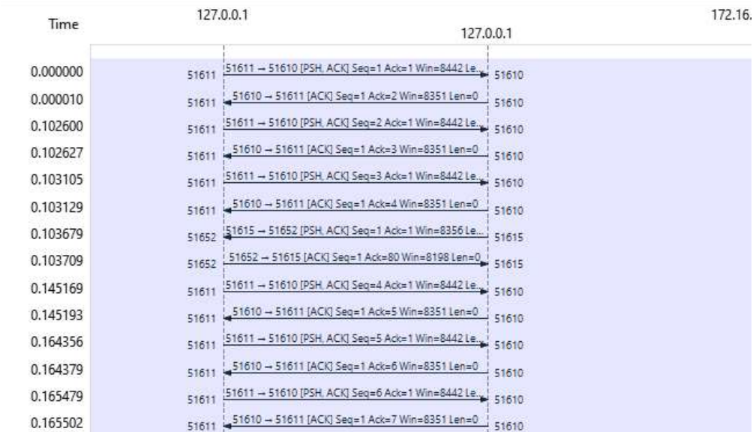 127.0.0.1 172.16.
Time
127.0.0.1
0.000000 51611 51611 → 51610 [PSH, ACK] Seq=1 Ack=1 Win=8442 Le... 51610
0.000010 51611 51610 → 51611 [ACK] Seq=1 Ack=2 Win=8351 Len=0 51610
0.102600 51611 51611 → 51610 [PSH, ACK] Seq=2 Ack=1 Win=8442 Le... 51610
0.102627 51611 51610 → 51611 [ACK] Seq=1 Ack=3 Win=8351 Len=0 51610
0.103105 51611 51611 → 51610 [PSH, ACK] Seq=3 Ack=1 Win=8442 Le... 51610
0.103129 51611 51610 → 51611 [ACK] Seq=1 Ack=4 Win=8351 Len=0 51610
0.103679 51652 51615 → 51652 [PSH, ACK] Seq=1 Ack=1 Win=8356 Le... 51615
0.103709 51652 51652 → 51615 [ACK] Seq=1 Ack=80 Win=8198 Len=0 51615
0.145169 51611 51611 → 51610 [PSH, ACK] Seq=4 Ack=1 Win=8442 Le... 51610
0.145193 51611 51610 → 51611 [ACK] Seq=1 Ack=5 Win=8351 Len=0 51610
0.164356 51611 51611 → 51610 [PSH, ACK] Seq=5 Ack=1 Win=8442 Le... 51610
0.164379 51611 51610 → 51611 [ACK] Seq=1 Ack=6 Win=8351 Len=0 51610
0.165479 51611 51611 → 51610 [PSH, ACK] Seq=6 Ack=1 Win=8442 Le... 51610
0.165502 51611 51610 → 51611 [ACK] Seq=1 Ack=7 Win=8351 Len=0 51610